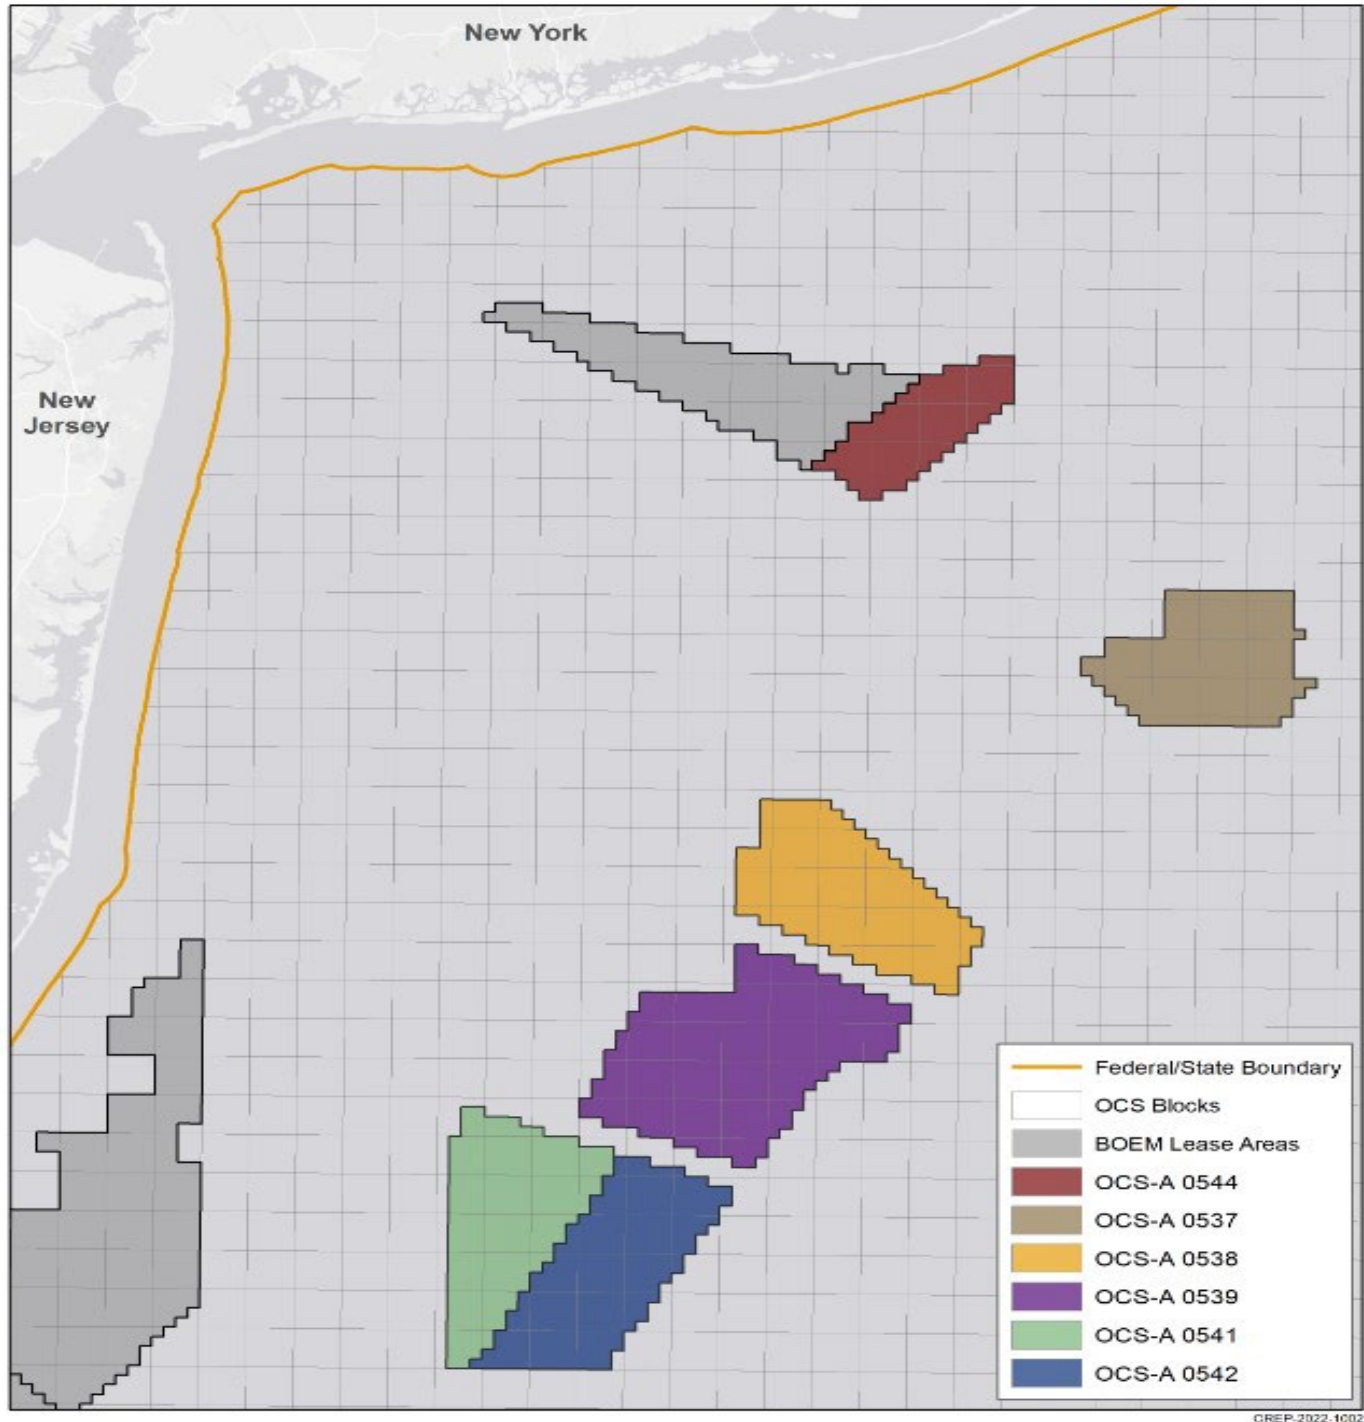 New York
New
Jersey
Federal/State Boundary
OCS Blocks
BOEM Lease Areas
OCS-A 0544
OCS-A 0537
OCS-A 0538
OCS-A 0539
OCS-A 0541
OCS-A 0542